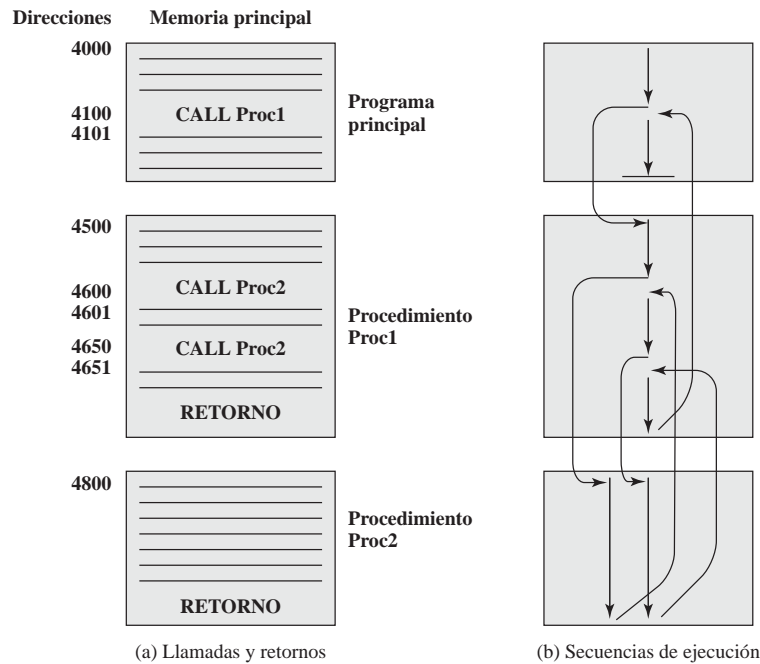 Direcciones Memoria principal
4000
4100 CALL Proc1
4101
Programa
principal
4500
4600 CALL Proc2
4601
4650 CALL Proc2
4651
RETORNO
Procedimiento
Proc1
4800
RETORNO
Procedimiento
Proc2
(a) Llamadas y retornos
(b) Secuencias de ejecución